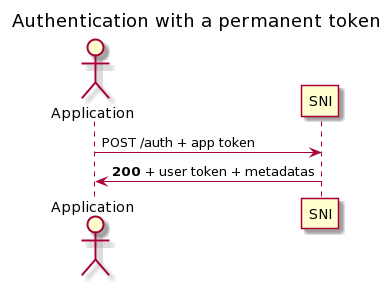 Authentication with a permanent token
Application
SNI
POST /auth + app token
200 + user token + metadatas
Application
SNI